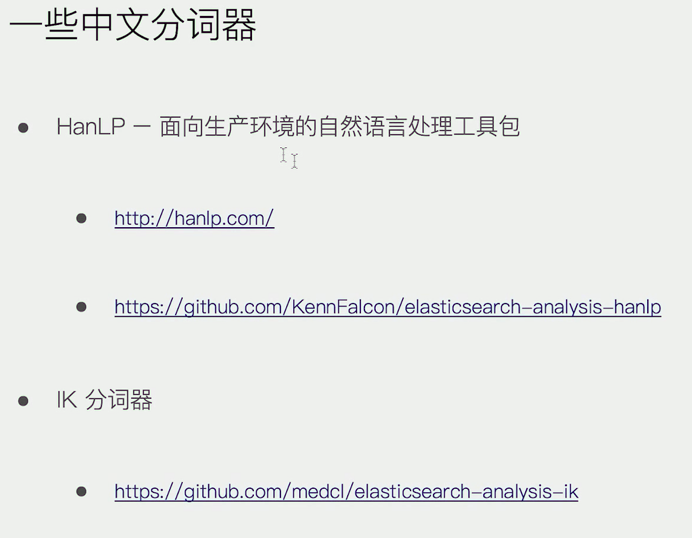 一些中文分词器
HanLP – 面向生产环境的自然语言处理工具包
http://hanlp.com/
https://github.com/KennFalcon/elasticsearch-analysis-hanlp
IK 分词器
https://github.com/medcl/elasticsearch-analysis-ik